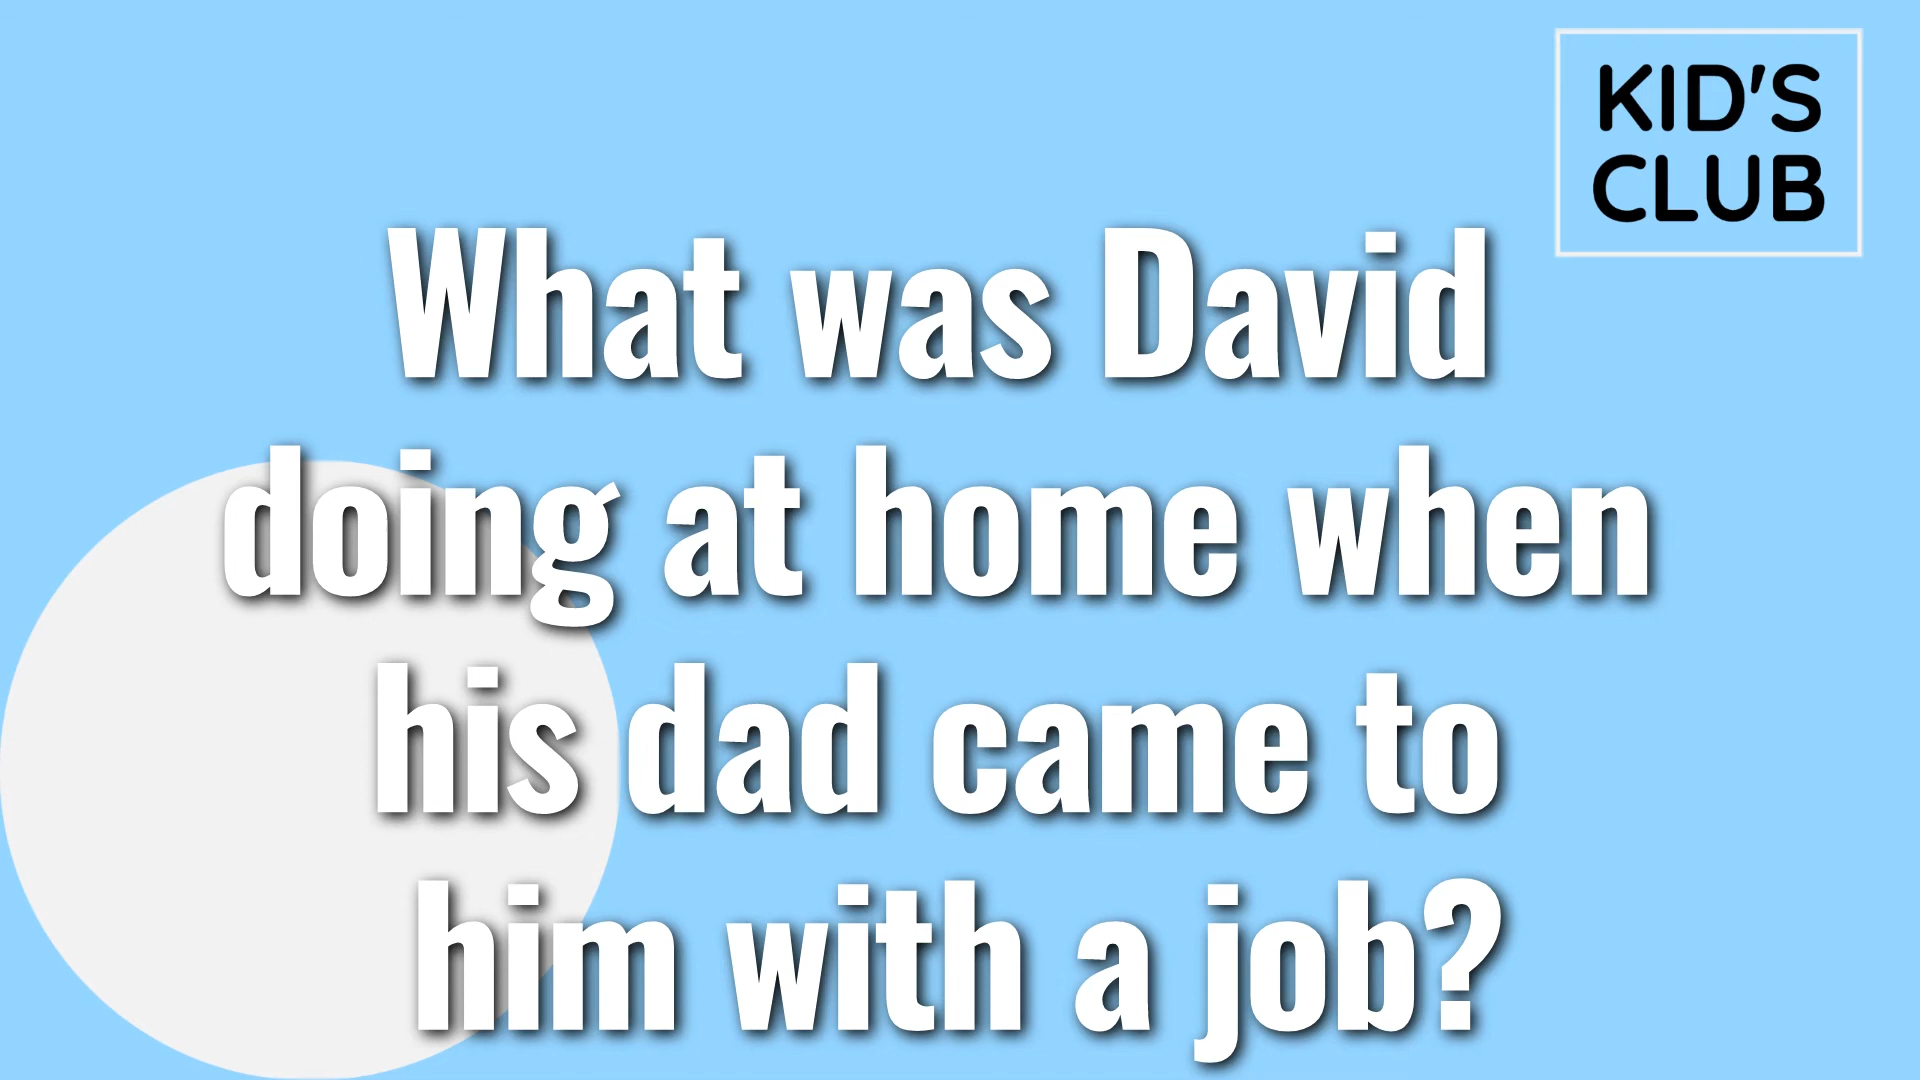 KID'S
CLUB
What was David
doing at home when
his dad came to
him with a job?